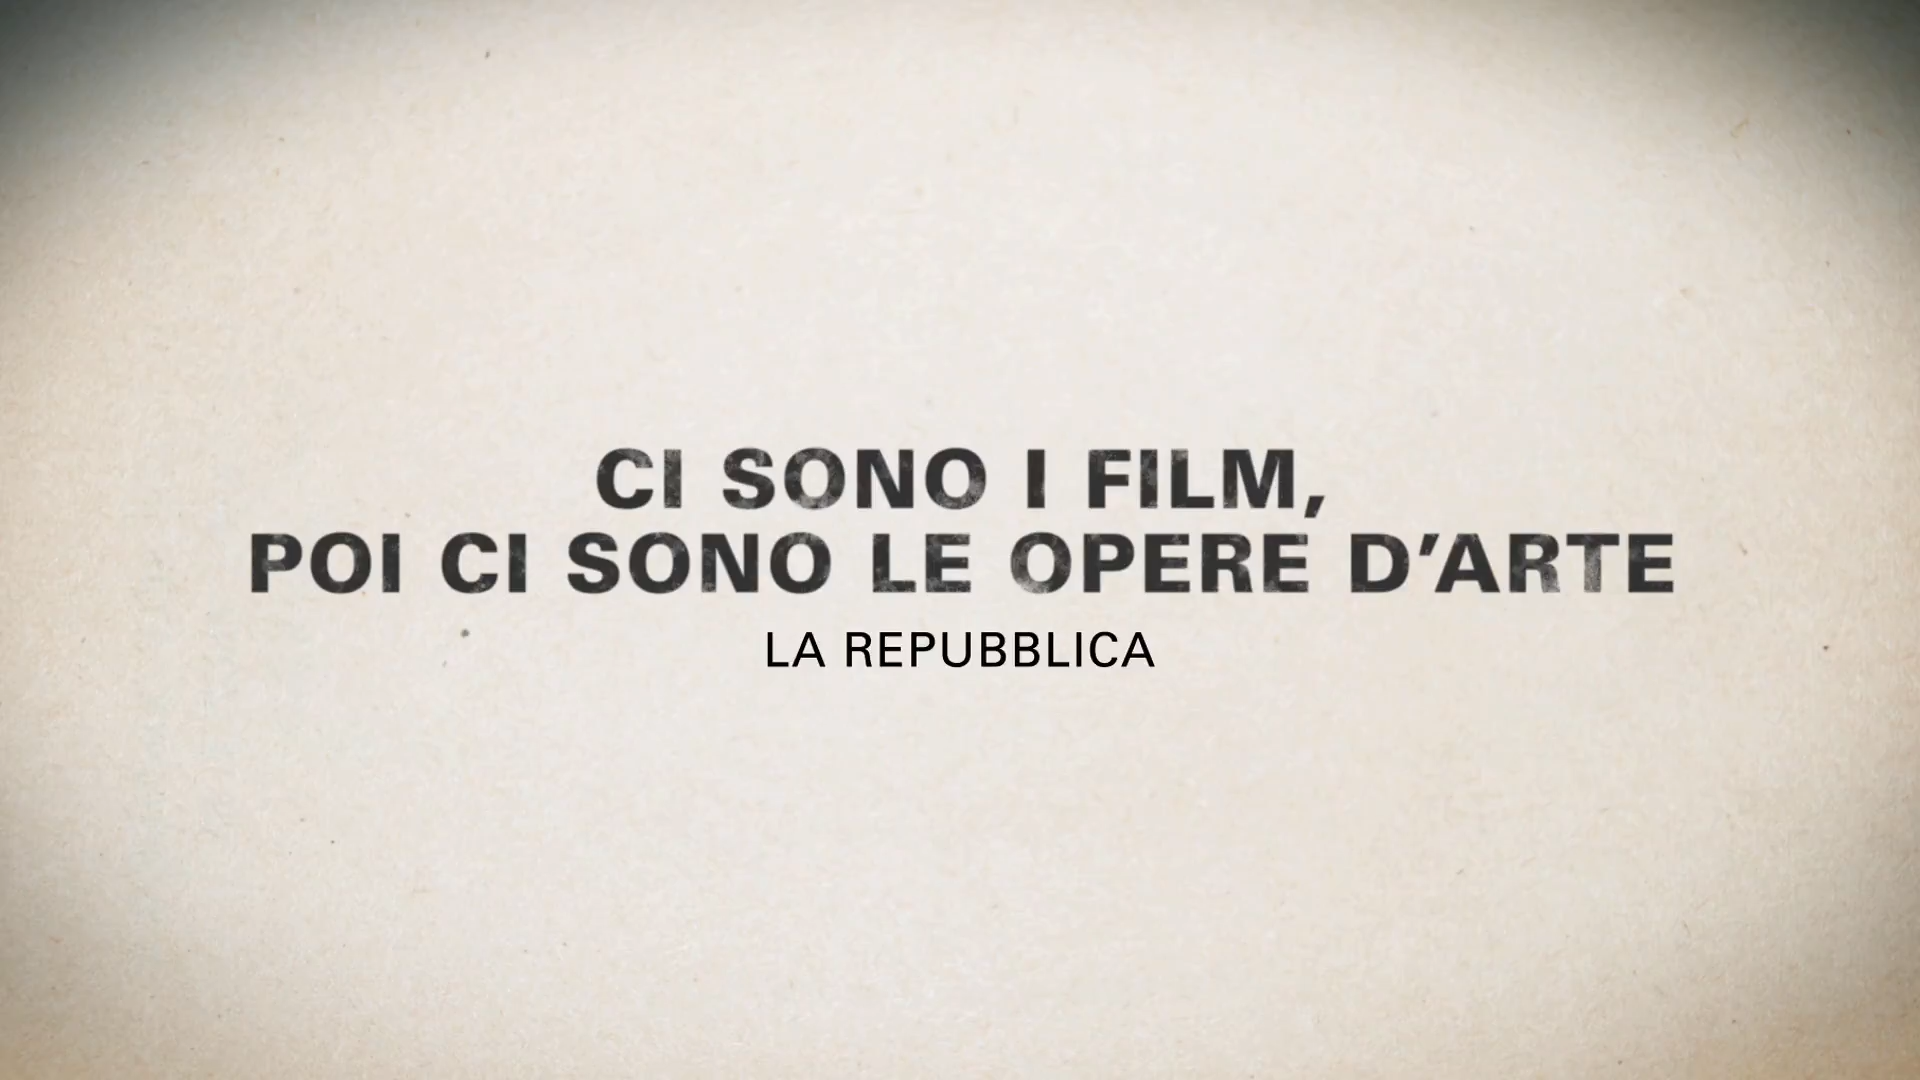 CI SONO I FILM,
POI CI SONO LE OPERE D’ARTE
LA REPUBBLICA